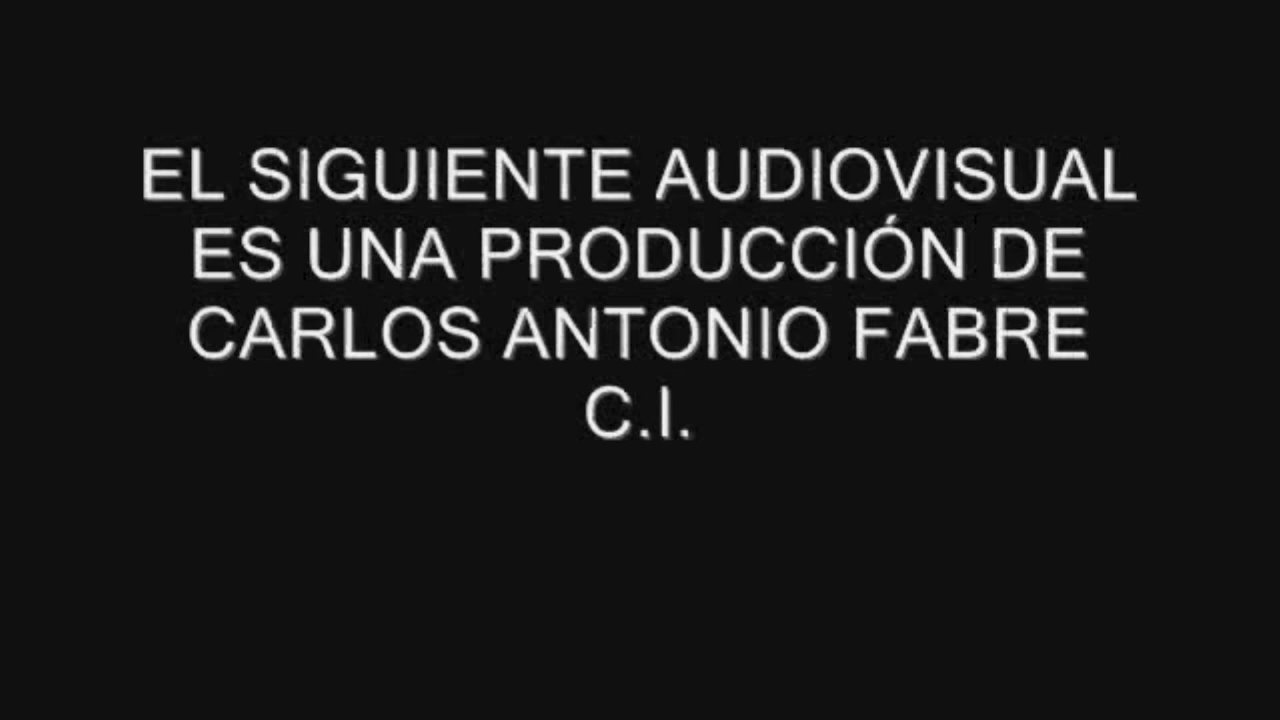 EL SIGUIENTE AUDIOVISUAL
ES UNA PRODUCCIÓN DE
CARLOS ANTONIO FABRE
C.I.